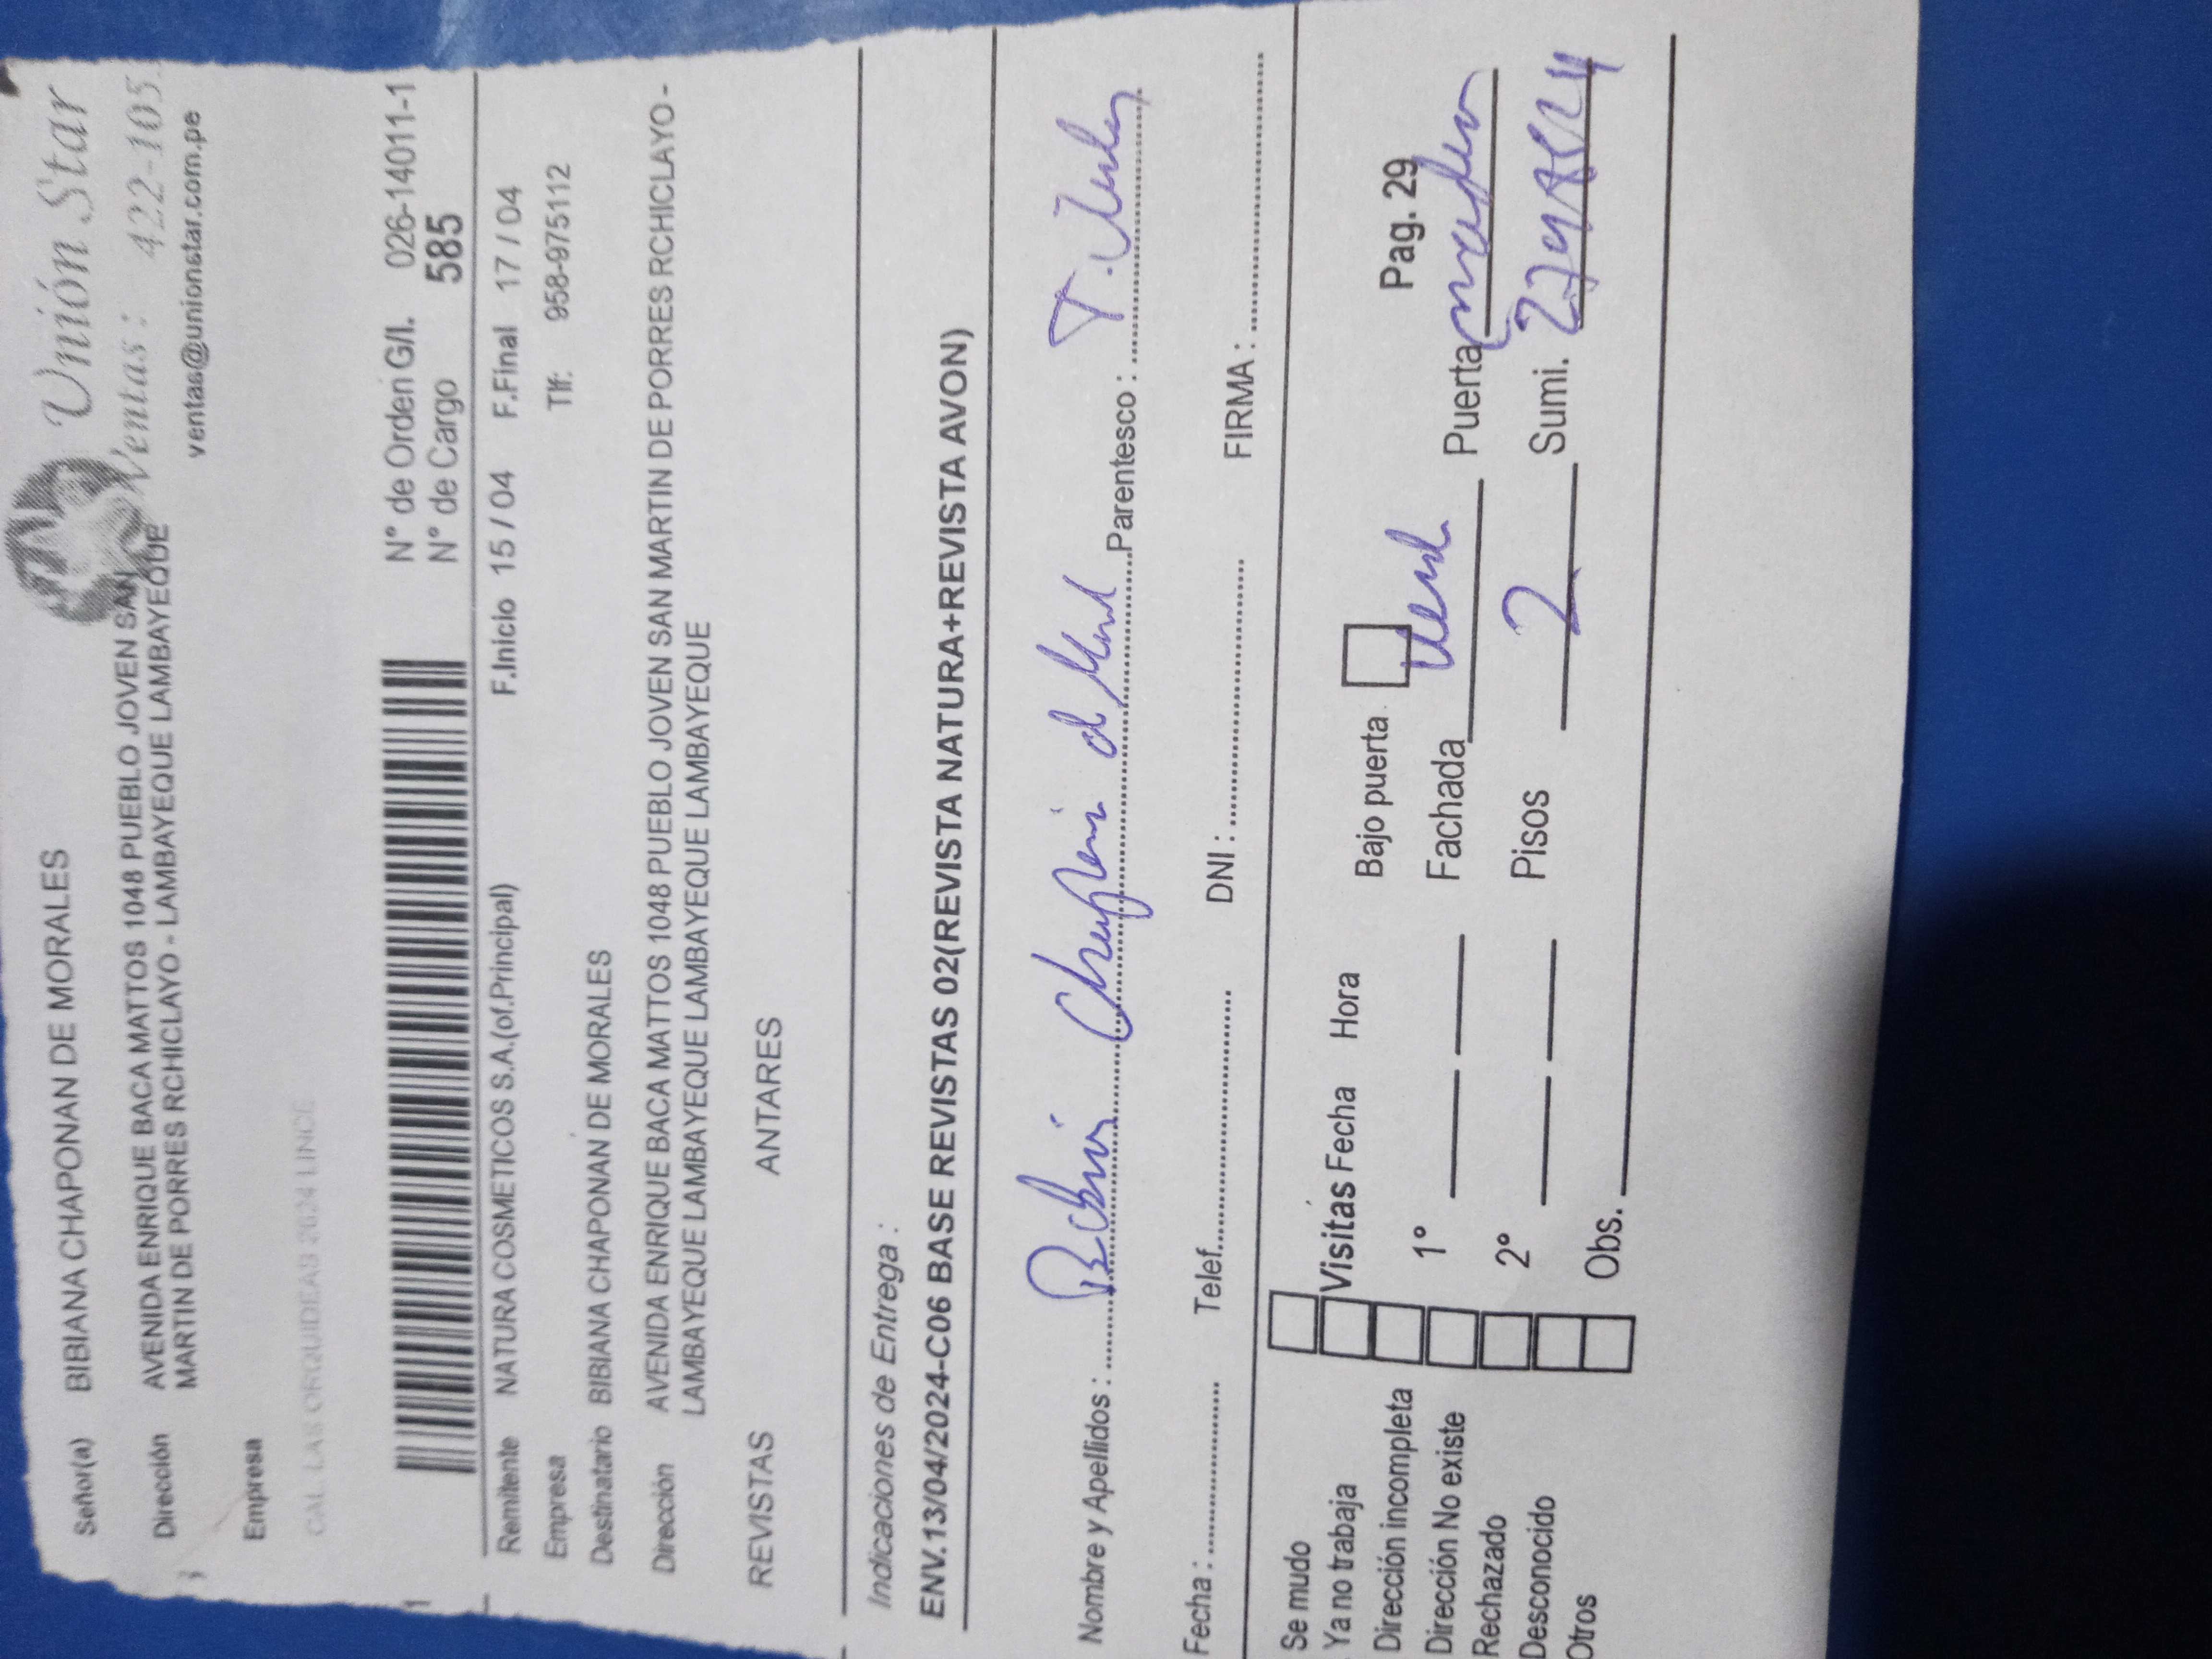 Unión Star
Ventas: 422-105
ventas@unionstar.com.pe
Señor(a) BIBIANA CHAPONAN DE MORALES
Dirección AVENIDA ENRIQUE BACA MATTOS 1048 PUEBLO JOVEN SAN
MARTIN DE PORRES RCHICLAYO - LAMBAYEQUE LAMBAYEQUE
Empresa
CAL. LAS ORQUIDEAS 2624 LINCE
N° de Orden G/I. 026-14011-1
N° de Cargo 585
Remitente NATURA COSMETICOS S.A.(of.Principal) F.Inicio 15 / 04 F.Final 17 / 04
Empresa Tlf: 958-975112
Destinatario BIBIANA CHAPONAN DE MORALES
Dirección AVENIDA ENRIQUE BACA MATTOS 1048 PUEBLO JOVEN SAN MARTIN DE PORRES RCHICLAYO -
LAMBAYEQUE LAMBAYEQUE LAMBAYEQUE LAMBAYEQUE
REVISTAS ANTARES
Indicaciones de Entrega :
ENV.13/04/2024-C06 BASE REVISTAS 02(REVISTA NATURA+REVISTA AVON)
Nombre y Apellidos : Parentesco :
Fecha : Telef. DNI : FIRMA :
Se mudo
Ya no trabaja
Dirección incompleta
Dirección No existe
Rechazado
Desconocido
Otros
Visitas Fecha Hora
1°
2°
Obs.
Bajo puerta Pag. 29
Fachada Puerta
Pisos 2 Sumi.